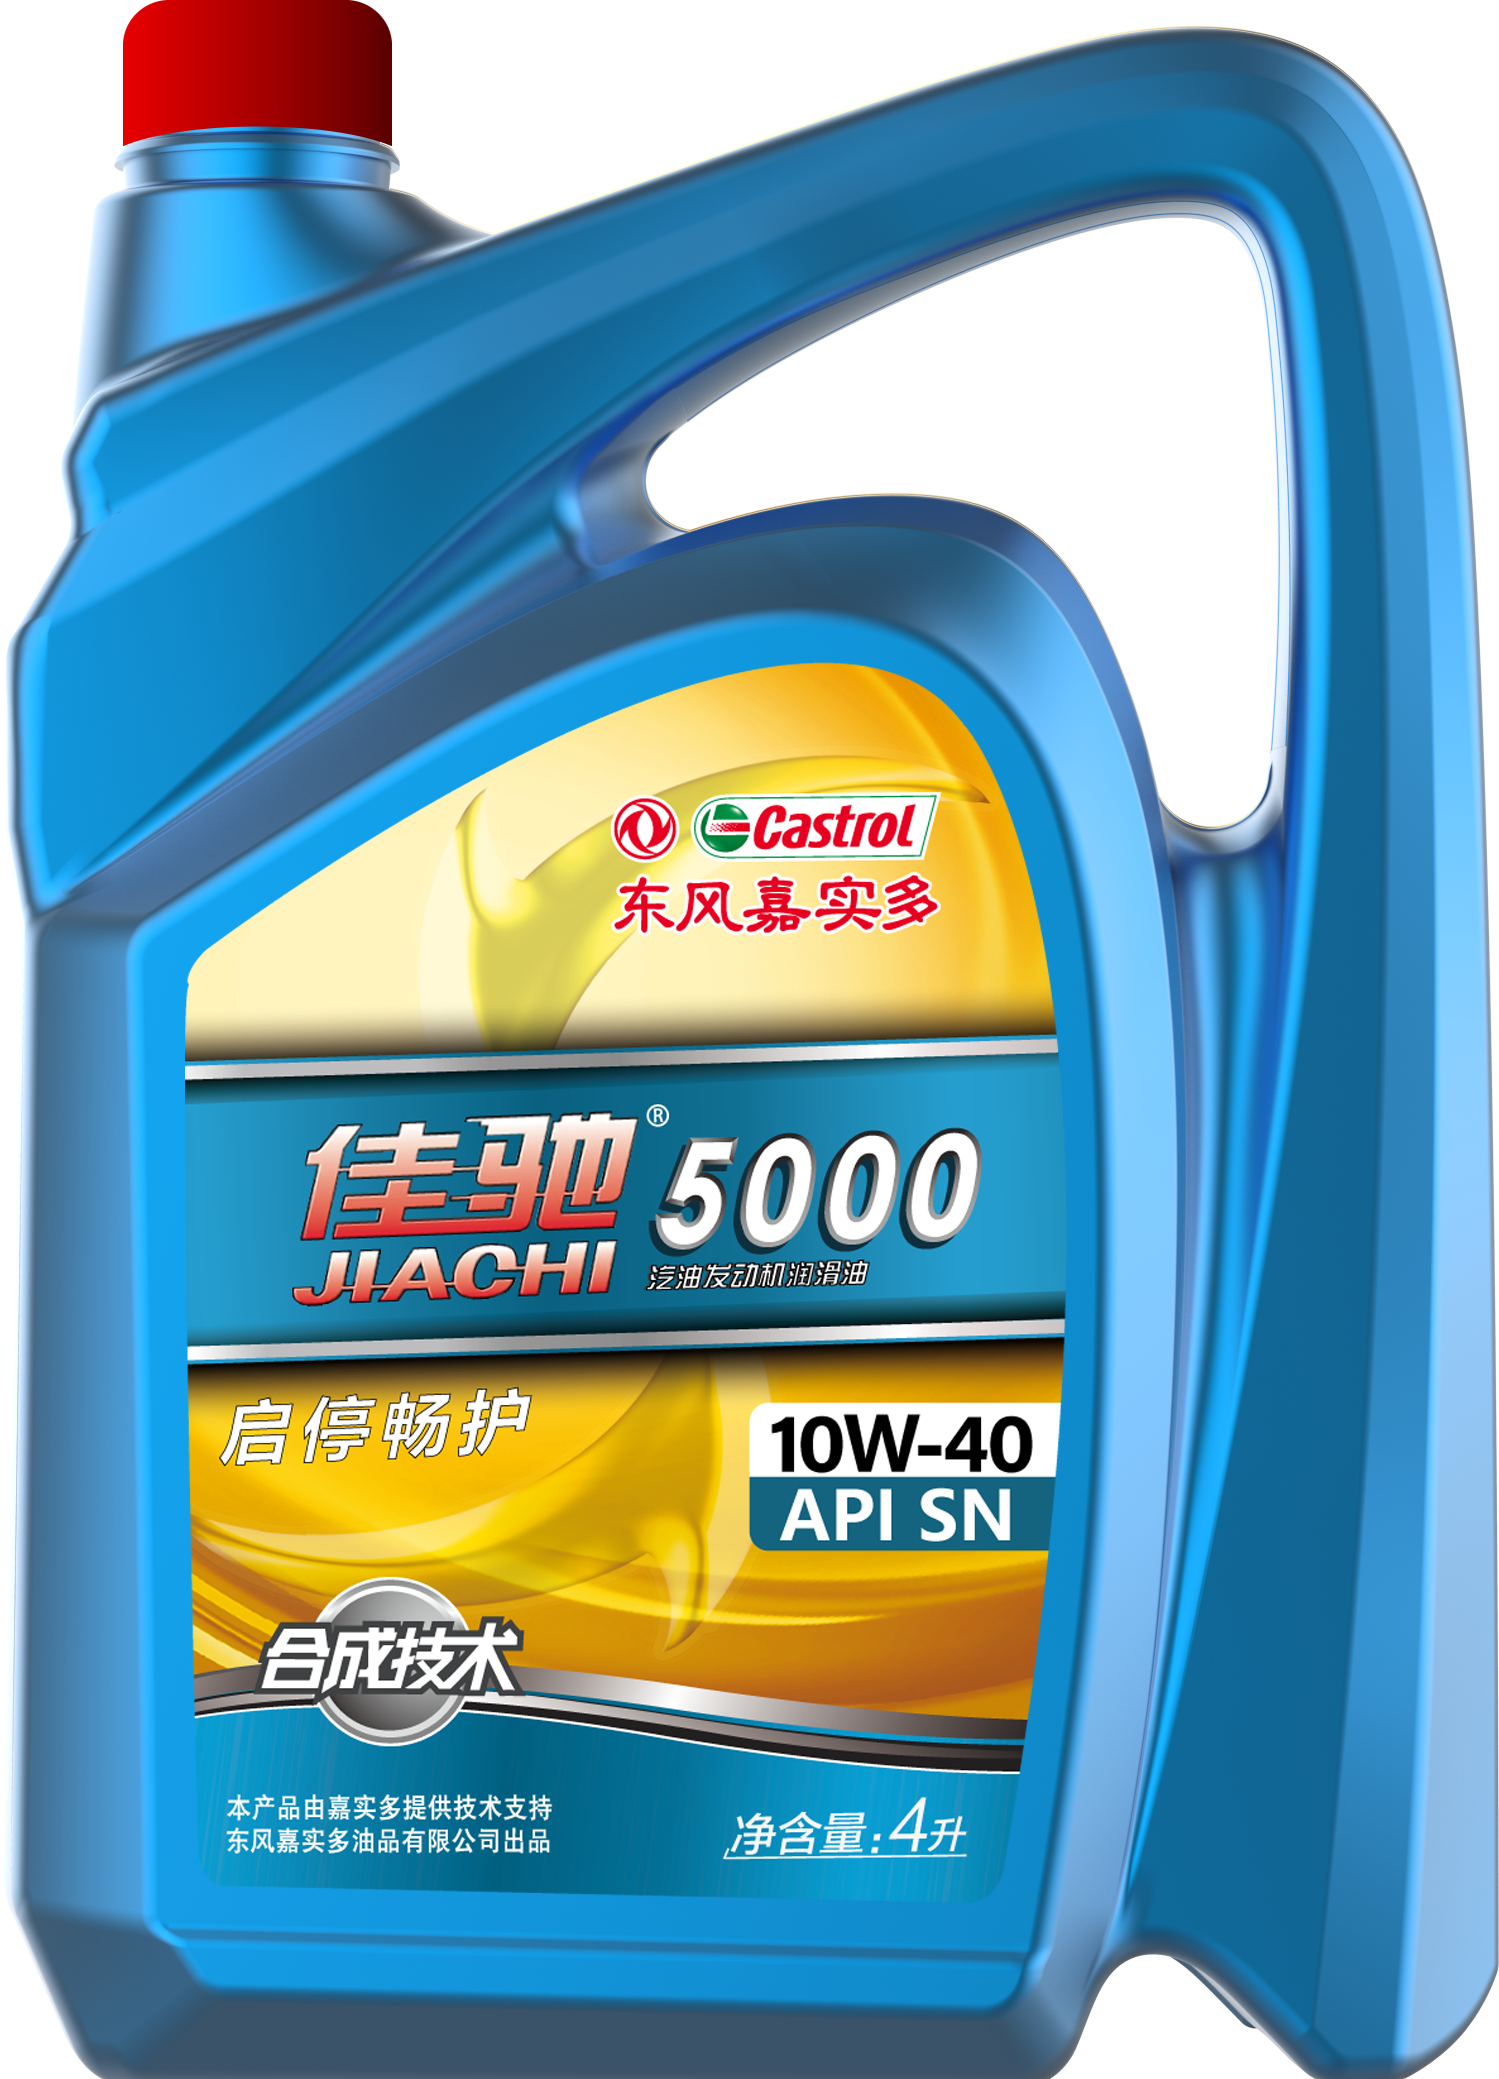 Castrol
东风嘉实多
佳驰® 5000
JIACHI
汽油发动机润滑油
启停畅护
10W-40
API SN
合成技术
本产品由嘉实多提供技术支持
东风嘉实多油品有限公司出品
净含量:4升